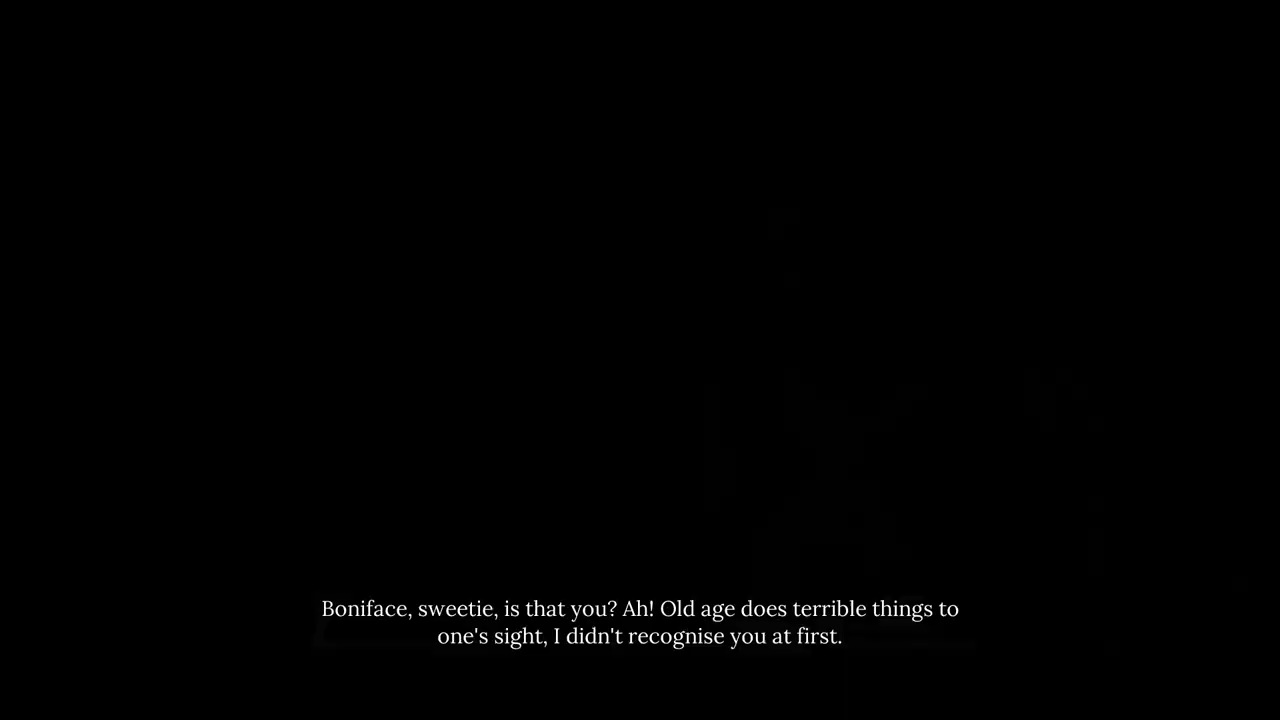 Boniface, sweetie, is that you? Ah! Old age does terrible things to
one's sight, I didn't recognise you at first.